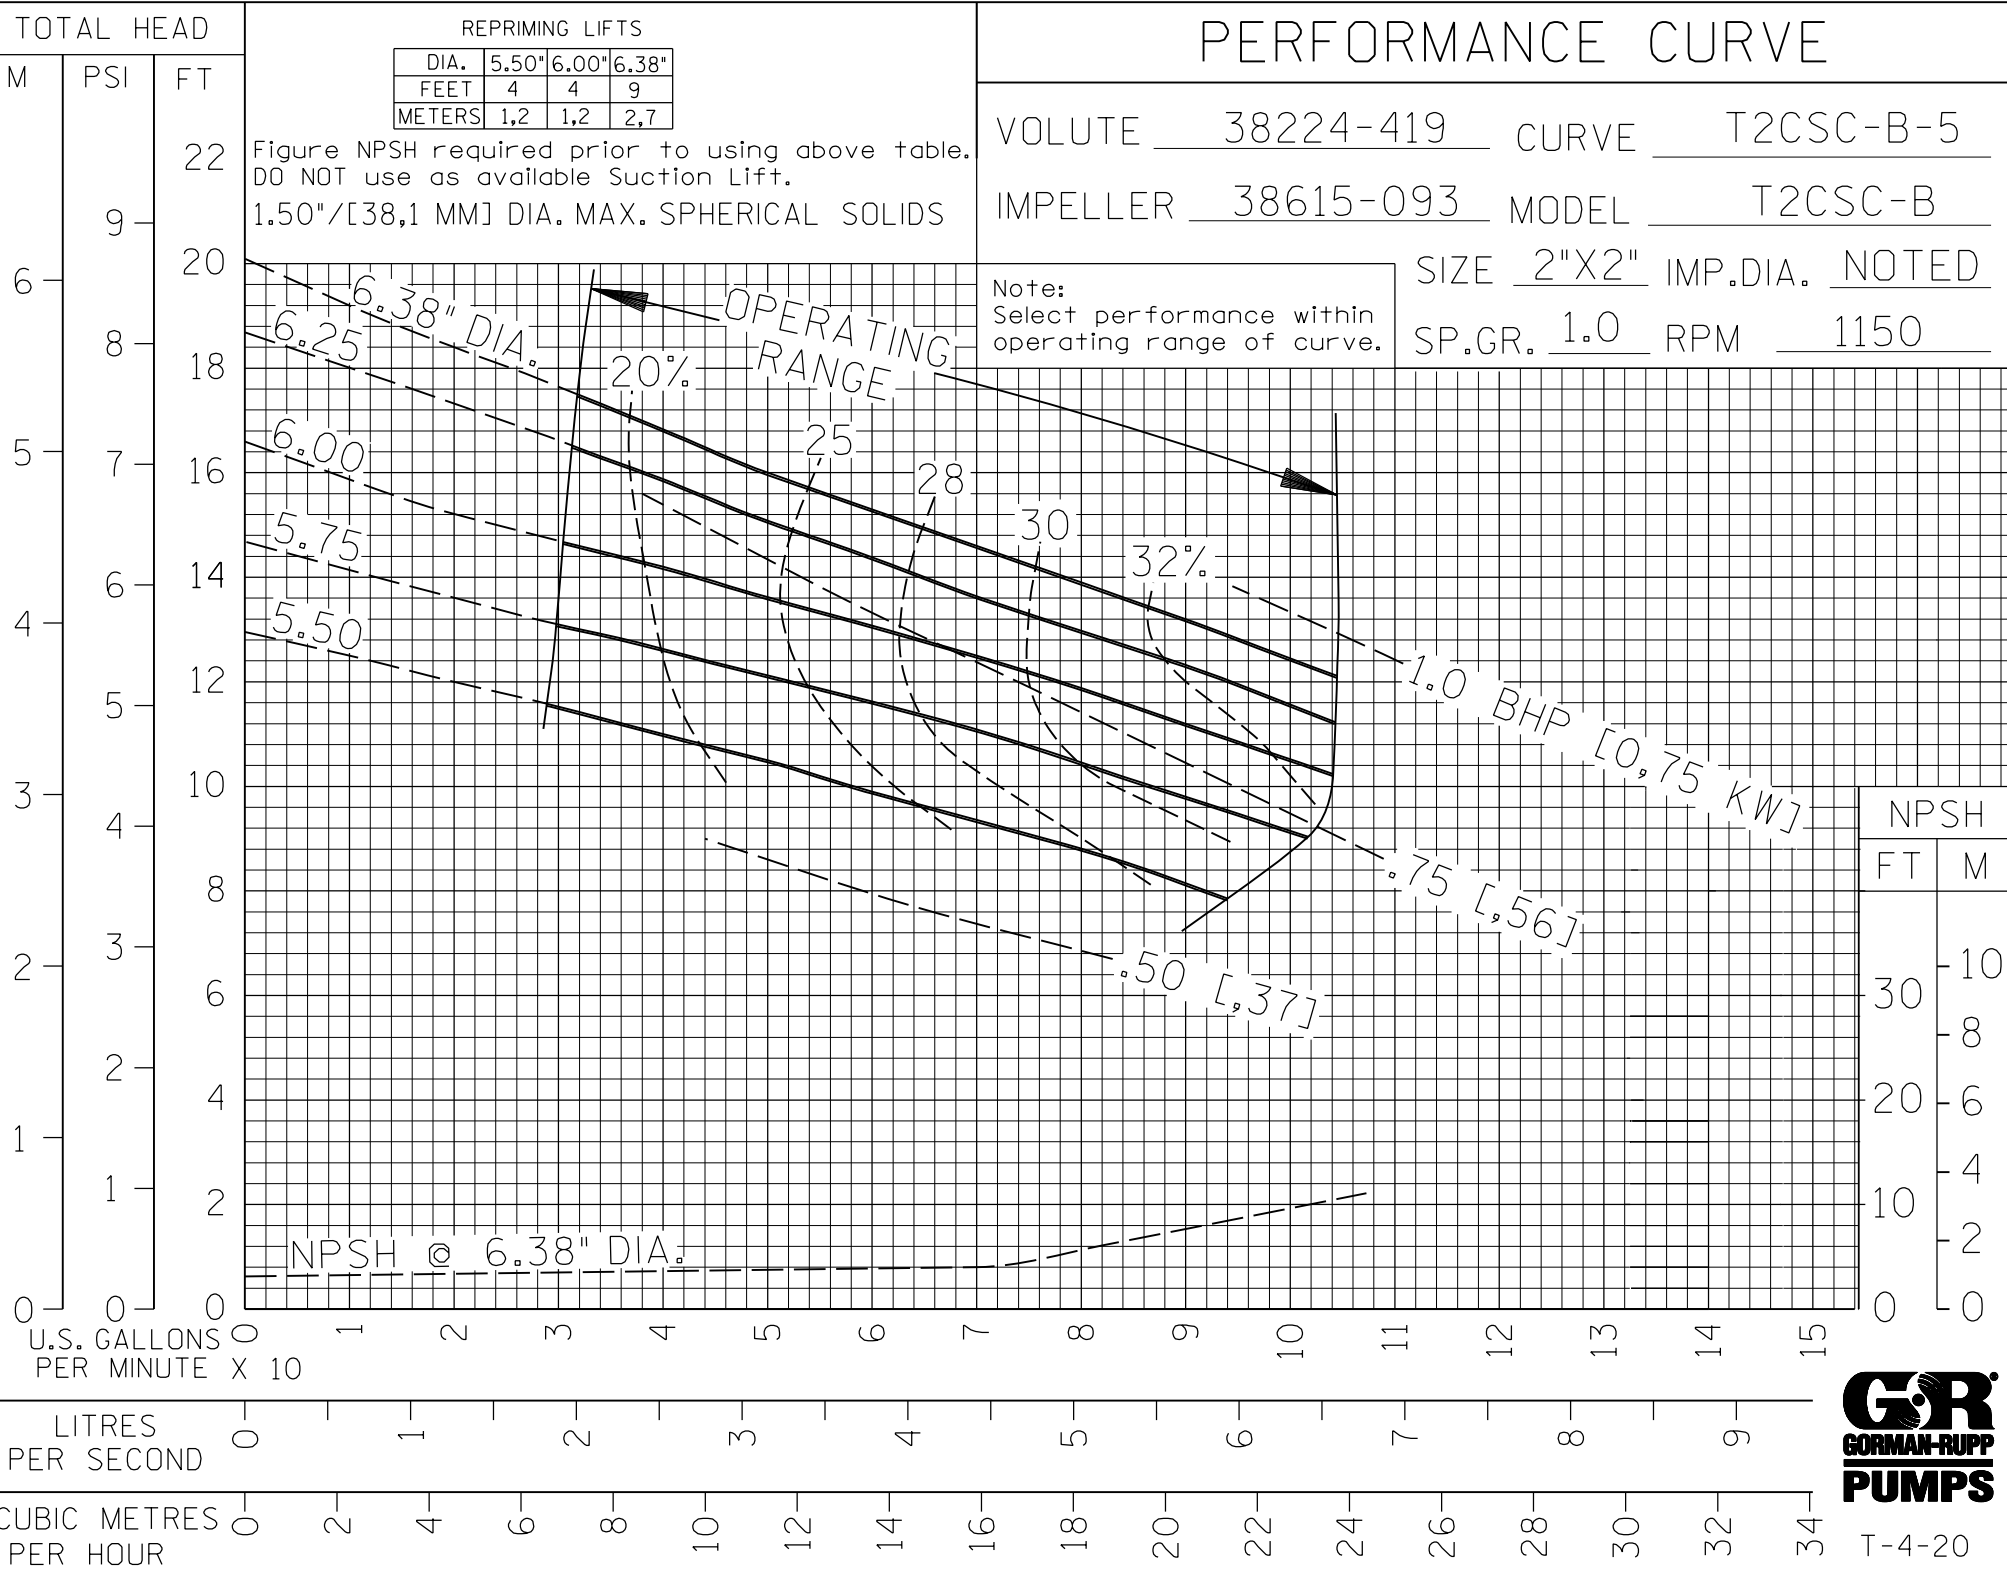 TOTAL HEAD
M PSI FT
REPRIMING LIFTS
DIA. 5.50" 6.00" 6.38"
FEET 4 4 9
METERS 1,2 1,2 2,7
Figure NPSH required prior to using above table.
DO NOT use as available Suction Lift.
1.50"/[38,1 MM] DIA. MAX. SPHERICAL SOLIDS
PERFORMANCE CURVE
VOLUTE 38224-419 CURVE T2CSC-B-5
IMPELLER 38615-093 MODEL T2CSC-B
SIZE 2"X2" IMP.DIA. NOTED
SP.GR. 1.0 RPM 1150
Note:
Select performance within
operating range of curve.
6 5 4 3 2 1 0
9 8 7 6 5 4 3 2 1 0
22 20 18 16 14 12 10 8 6 4 2 0
6.38" DIA.
6.25
6.00
5.75
5.50
OPERATING
RANGE
20%
25
28
30
32%
1.0 BHP [0,75 KW]
.75 [,56]
.50 [,37]
NPSH @ 6.38" DIA.
NPSH
FT M
30 20 10 0
10 8 6 4 2 0
U.S. GALLONS
PER MINUTE X 10
0 1 2 3 4 5 6 7 8 9 10 11 12 13 14 15
LITRES
PER SECOND
0 1 2 3 4 5 6 7 8 9
CUBIC METRES
PER HOUR
0 2 4 6 8 10 12 14 16 18 20 22 24 26 28 30 32 34
GR
GORMAN-RUPP
PUMPS
T-4-20